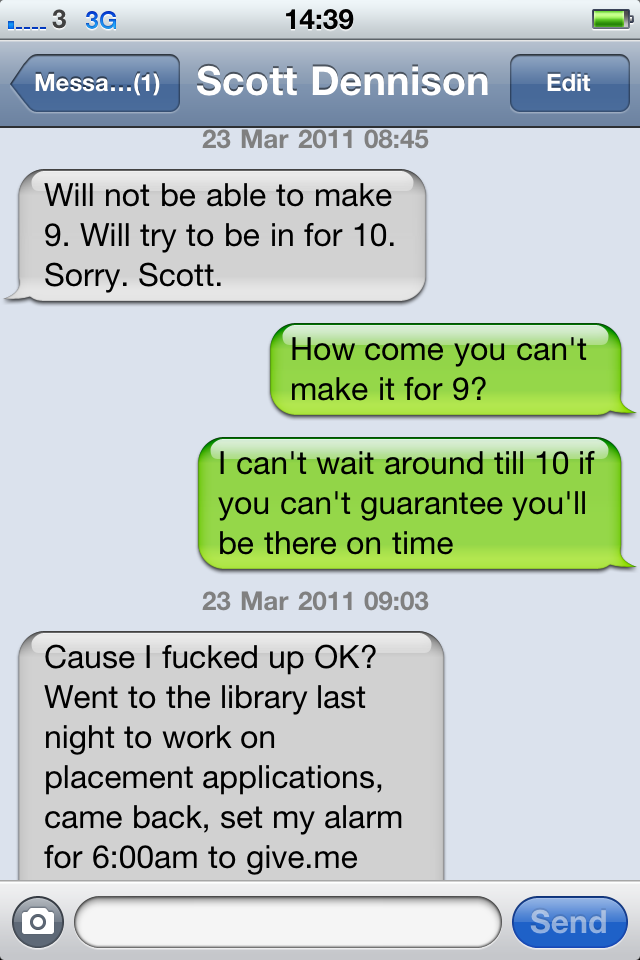 3 3G 14:39
Messa...(1) Scott Dennison Edit
23 Mar 2011 08:45
Will not be able to make
9. Will try to be in for 10.
Sorry. Scott.
How come you can't
make it for 9?
I can't wait around till 10 if
you can't guarantee you'll
be there on time
23 Mar 2011 09:03
Cause I fucked up OK?
Went to the library last
night to work on
placement applications,
came back, set my alarm
for 6:00am to give.me
Send